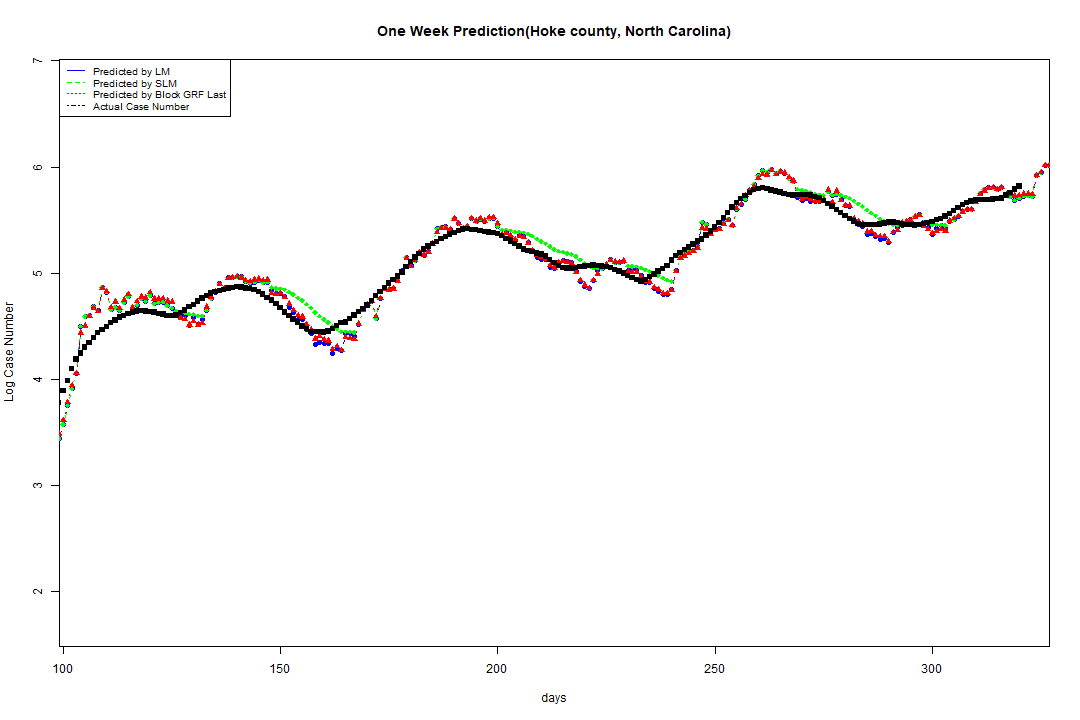 One Week Prediction(Hoke county, North Carolina)
7
6
5
4
3
2
Log Case Number
Predicted by LM
Predicted by SLM
Predicted by Block GRF Last
Actual Case Number
100 150 200 250 300
days